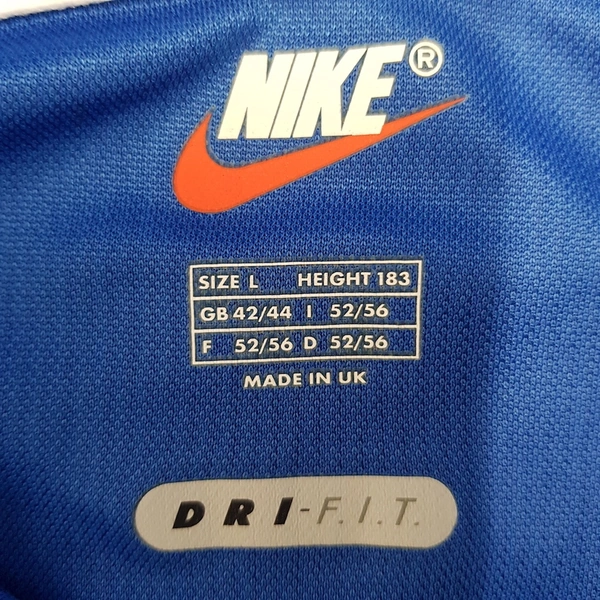 NIKE®
SIZE L HEIGHT 183
GB 42/44 I 52/56
F 52/56 D 52/56
MADE IN UK
DRI-F.I.T.